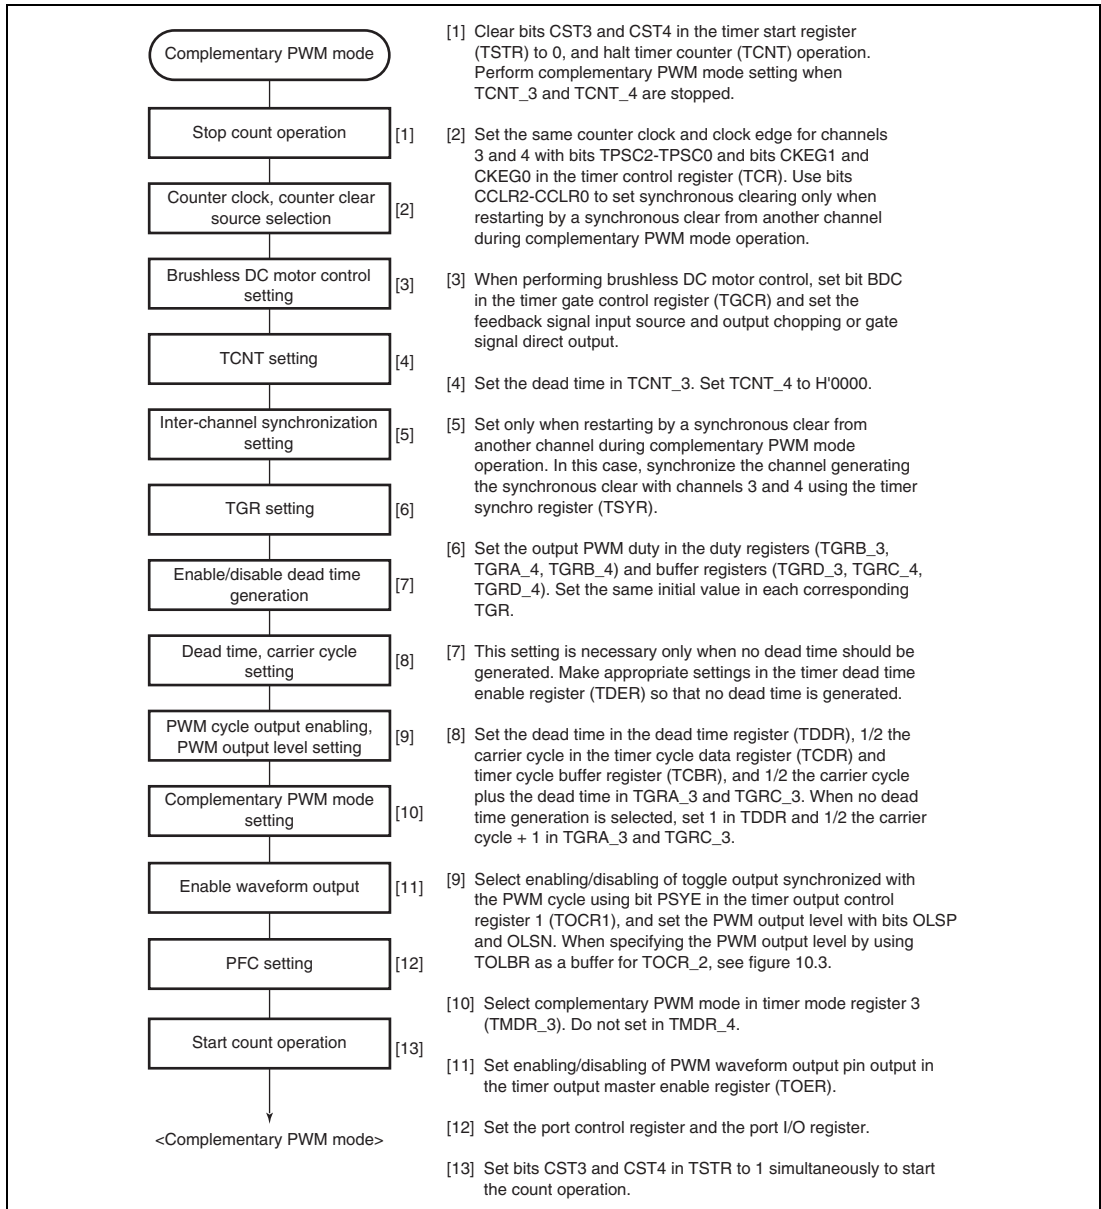 Complementary PWM mode
Stop count operation
[1]
Counter clock, counter clear
source selection
[2]
Brushless DC motor control
setting
[3]
TCNT setting
[4]
Inter-channel synchronization
setting
[5]
TGR setting
[6]
Enable/disable dead time
generation
[7]
Dead time, carrier cycle
setting
[8]
PWM cycle output enabling,
PWM output level setting
[9]
Complementary PWM mode
setting
[10]
Enable waveform output
[11]
PFC setting
[12]
Start count operation
[13]
<Complementary PWM mode>
[1] Clear bits CST3 and CST4 in the timer start register
(TSTR) to 0, and halt timer counter (TCNT) operation.
Perform complementary PWM mode setting when
TCNT_3 and TCNT_4 are stopped.
[2] Set the same counter clock and clock edge for channels
3 and 4 with bits TPSC2-TPSC0 and bits CKEG1 and
CKEG0 in the timer control register (TCR). Use bits
CCLR2-CCLR0 to set synchronous clearing only when
restarting by a synchronous clear from another channel
during complementary PWM mode operation.
[3] When performing brushless DC motor control, set bit BDC
in the timer gate control register (TGCR) and set the
feedback signal input source and output chopping or gate
signal direct output.
[4] Set the dead time in TCNT_3. Set TCNT_4 to H'0000.
[5] Set only when restarting by a synchronous clear from
another channel during complementary PWM mode
operation. In this case, synchronize the channel generating
the synchronous clear with channels 3 and 4 using the timer
synchro register (TSYR).
[6] Set the output PWM duty in the duty registers (TGRB_3,
TGRA_4, TGRB_4) and buffer registers (TGRD_3, TGRC_4,
TGRD_4). Set the same initial value in each corresponding
TGR.
[7] This setting is necessary only when no dead time should be
generated. Make appropriate settings in the timer dead time
enable register (TDER) so that no dead time is generated.
[8] Set the dead time in the dead time register (TDDR), 1/2 the
carrier cycle in the timer cycle data register (TCDR) and
timer cycle buffer register (TCBR), and 1/2 the carrier cycle
plus the dead time in TGRA_3 and TGRC_3. When no dead
time generation is selected, set 1 in TDDR and 1/2 the carrier
cycle + 1 in TGRA_3 and TGRC_3.
[9] Select enabling/disabling of toggle output synchronized with
the PWM cycle using bit PSYE in the timer output control
register 1 (TOCR1), and set the PWM output level with bits OLSP
and OLSN. When specifying the PWM output level by using
TOLBR as a buffer for TOCR_2, see figure 10.3.
[10] Select complementary PWM mode in timer mode register 3
(TMDR_3). Do not set in TMDR_4.
[11] Set enabling/disabling of PWM waveform output pin output in
the timer output master enable register (TOER).
[12] Set the port control register and the port I/O register.
[13] Set bits CST3 and CST4 in TSTR to 1 simultaneously to start
the count operation.